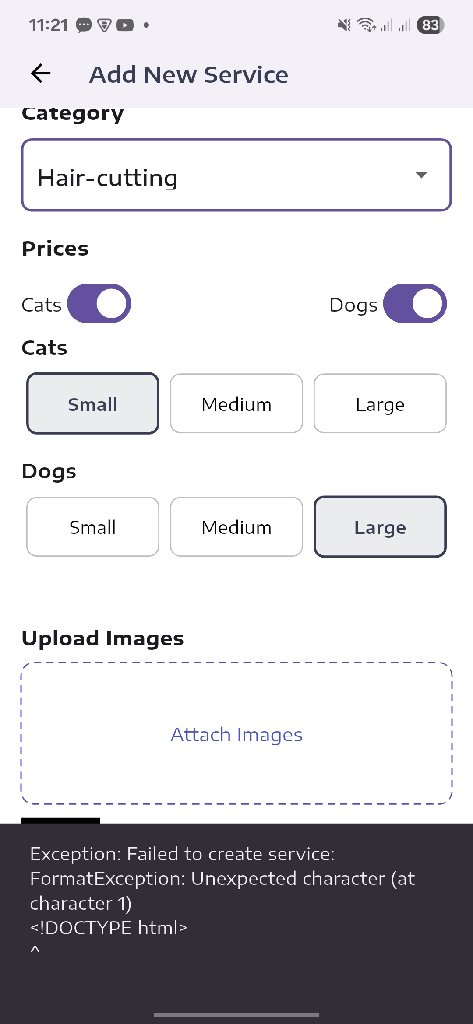 11:21
83
Add New Service
Category
Hair-cutting
Prices
Cats
Dogs
Cats
Small
Medium
Large
Dogs
Small
Medium
Large
Upload Images
Attach Images
Exception: Failed to create service:
FormatException: Unexpected character (at
character 1)
<!DOCTYPE html>
^